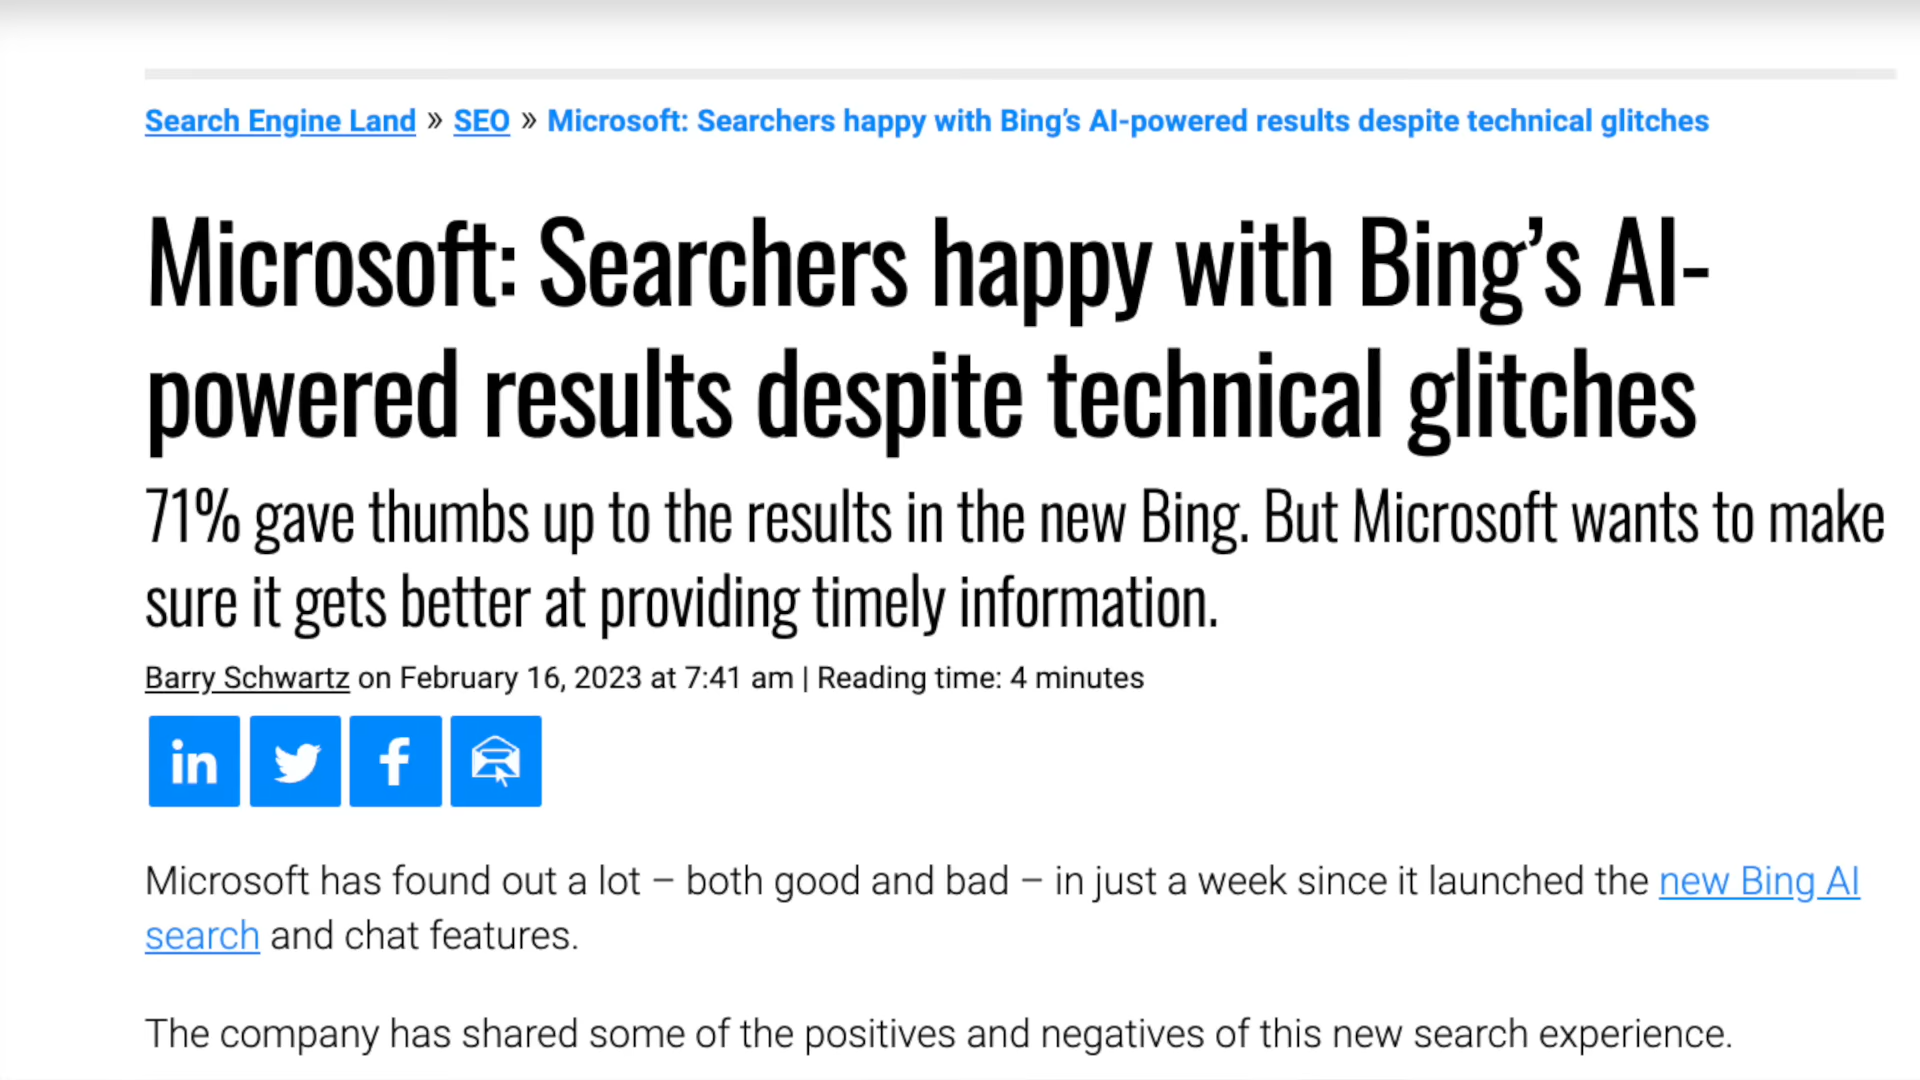 Search Engine Land » SEO » Microsoft: Searchers happy with Bing’s AI-powered results despite technical glitches
Microsoft: Searchers happy with Bing’s AI-
powered results despite technical glitches
71% gave thumbs up to the results in the new Bing. But Microsoft wants to make
sure it gets better at providing timely information.
Barry Schwartz on February 16, 2023 at 7:41 am | Reading time: 4 minutes
in f
Microsoft has found out a lot – both good and bad – in just a week since it launched the new Bing AI
search and chat features.
The company has shared some of the positives and negatives of this new search experience.